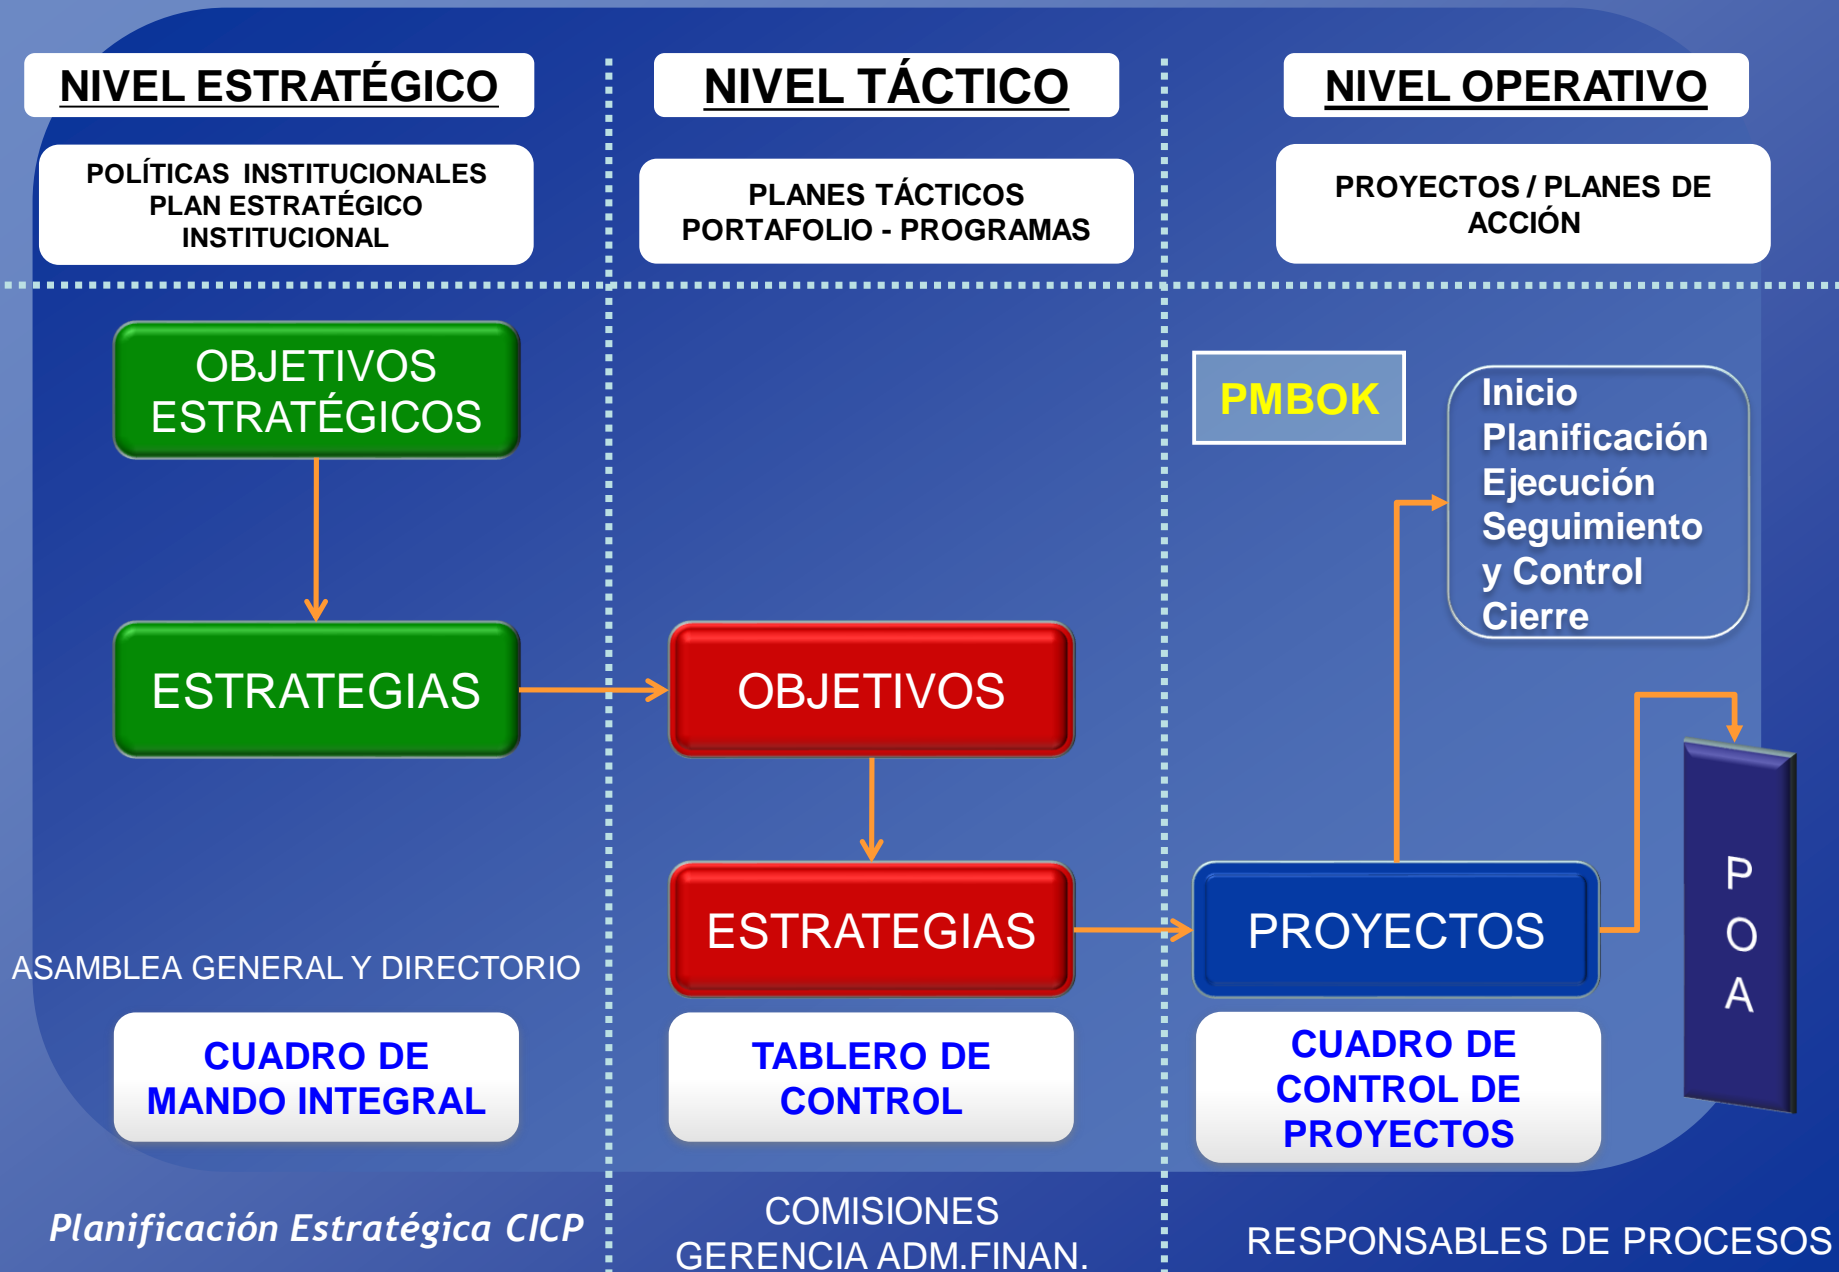 NIVEL ESTRATÉGICO
NIVEL TÁCTICO
NIVEL OPERATIVO
POLÍTICAS INSTITUCIONALES
PLAN ESTRATÉGICO
INSTITUCIONAL
PLANES TÁCTICOS
PORTAFOLIO - PROGRAMAS
PROYECTOS / PLANES DE
ACCIÓN
OBJETIVOS
ESTRATÉGICOS
PMBOK
Inicio
Planificación
Ejecución
Seguimiento
y Control
Cierre
ESTRATEGIAS
OBJETIVOS
ESTRATEGIAS
PROYECTOS
P
O
A
ASAMBLEA GENERAL Y DIRECTORIO
CUADRO DE
MANDO INTEGRAL
TABLERO DE
CONTROL
CUADRO DE
CONTROL DE
PROYECTOS
Planificación Estratégica CICP
COMISIONES
GERENCIA ADM.FINAN.
RESPONSABLES DE PROCESOS